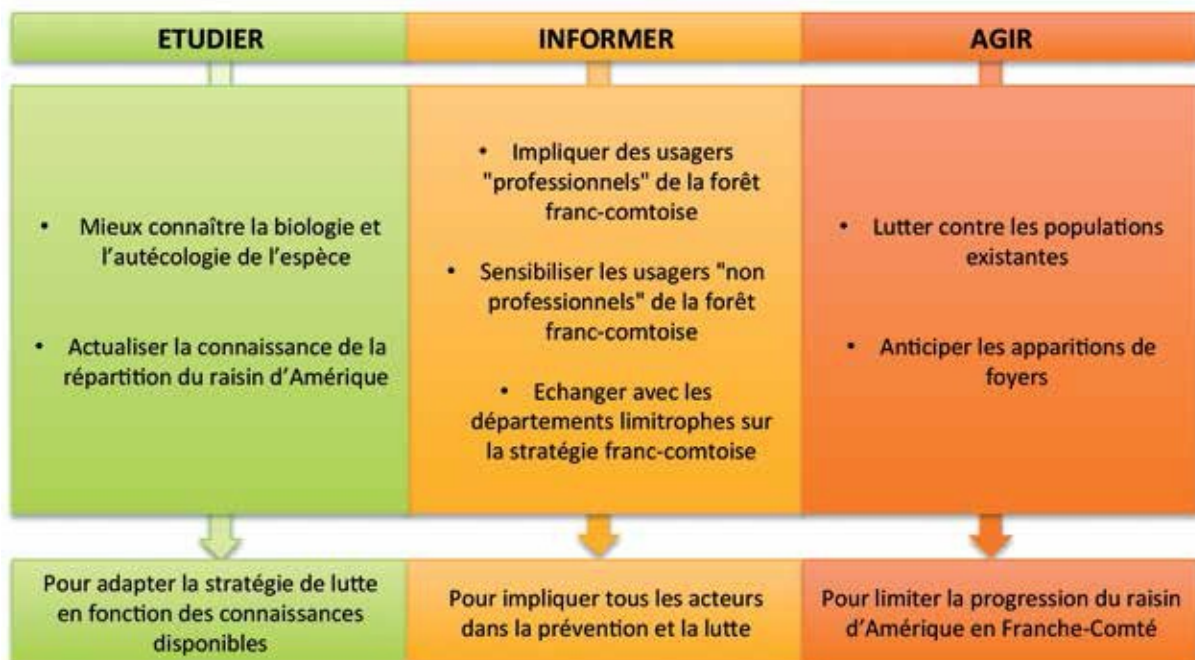 ETUDIER
INFORMER
AGIR
• Mieux connaître la biologie et
l'autécologie de l'espèce
• Actualiser la connaissance de la
répartition du raisin d'Amérique
• Impliquer des usagers
"professionnels" de la forêt
franc-comtoise
• Sensibiliser les usagers "non
professionnels" de la forêt
franc-comtoise
• Echanger avec les
départements limitrophes sur
la stratégie franc-comtoise
• Lutter contre les populations
existantes
• Anticiper les apparitions de
foyers
Pour adapter la stratégie de lutte
en fonction des connaissances
disponibles
Pour impliquer tous les acteurs
dans la prévention et la lutte
Pour limiter la progression du raisin
d'Amérique en Franche-Comté